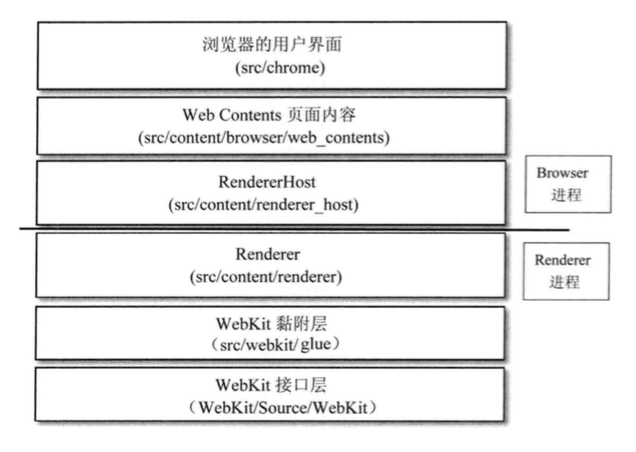 浏览器的用户界面
(src/chrome)
Web Contents 页面内容
(src/content/browser/web_contents)
RendererHost
(src/content/renderer_host)
Browser
进程
Renderer
(src/content/renderer)
Renderer
进程
WebKit 黏附层
（src/webkit/glue）
WebKit 接口层
（WebKit/Source/WebKit）